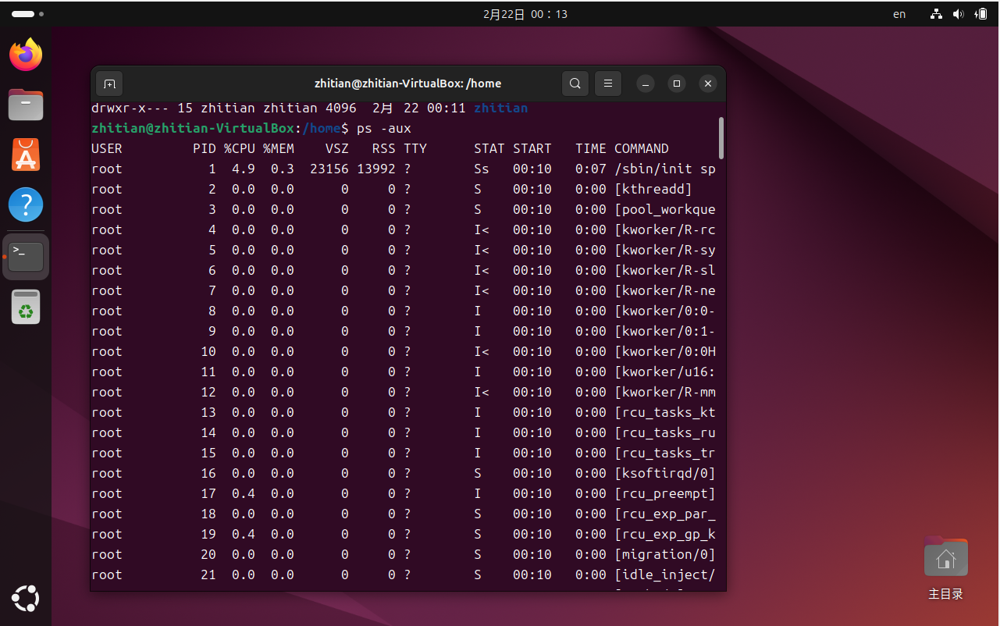 2月22日 00：13
en
zhitian@zhitian-VirtualBox: /home
drwxr-x--- 15 zhitian zhitian 4096  2月 22 00:11 zhitian
zhitian@zhitian-VirtualBox:/home$ ps -aux
USER         PID %CPU %MEM    VSZ   RSS TTY      STAT START   TIME COMMAND
root           1  4.9  0.3  23156 13992 ?        Ss   00:10   0:07 /sbin/init sp
root           2  0.0  0.0      0     0 ?        S    00:10   0:00 [kthreadd]
root           3  0.0  0.0      0     0 ?        S    00:10   0:00 [pool_workque
root           4  0.0  0.0      0     0 ?        I<   00:10   0:00 [kworker/R-rc
root           5  0.0  0.0      0     0 ?        I<   00:10   0:00 [kworker/R-sy
root           6  0.0  0.0      0     0 ?        I<   00:10   0:00 [kworker/R-sl
root           7  0.0  0.0      0     0 ?        I<   00:10   0:00 [kworker/R-ne
root           8  0.0  0.0      0     0 ?        I    00:10   0:00 [kworker/0:0-
root           9  0.0  0.0      0     0 ?        I    00:10   0:00 [kworker/0:1-
root          10  0.0  0.0      0     0 ?        I<   00:10   0:00 [kworker/0:0H
root          11  0.0  0.0      0     0 ?        I    00:10   0:00 [kworker/u16:
root          12  0.0  0.0      0     0 ?        I<   00:10   0:00 [kworker/R-mm
root          13  0.0  0.0      0     0 ?        I    00:10   0:00 [rcu_tasks_kt
root          14  0.0  0.0      0     0 ?        I    00:10   0:00 [rcu_tasks_ru
root          15  0.0  0.0      0     0 ?        I    00:10   0:00 [rcu_tasks_tr
root          16  0.0  0.0      0     0 ?        S    00:10   0:00 [ksoftirqd/0]
root          17  0.4  0.0      0     0 ?        I    00:10   0:00 [rcu_preempt]
root          18  0.0  0.0      0     0 ?        S    00:10   0:00 [rcu_exp_par_
root          19  0.4  0.0      0     0 ?        S    00:10   0:00 [rcu_exp_gp_k
root          20  0.0  0.0      0     0 ?        S    00:10   0:00 [migration/0]
root          21  0.0  0.0      0     0 ?        S    00:10   0:00 [idle_inject/
主目录